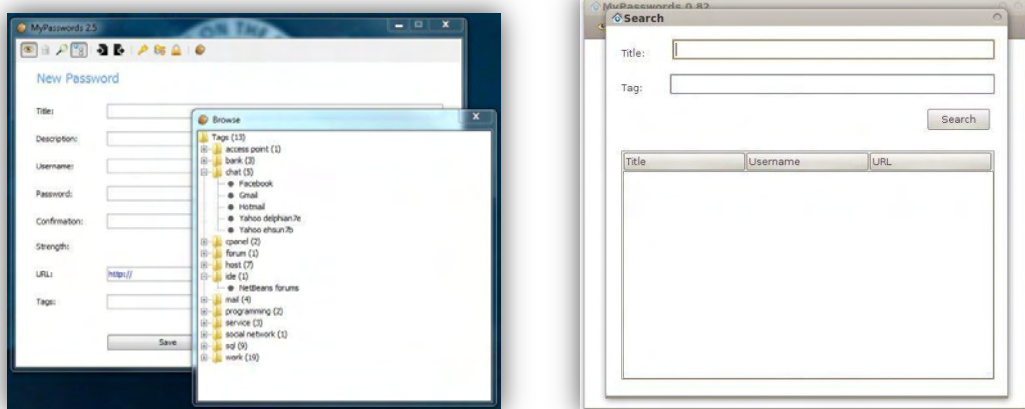 MyPasswords 2.5
New Password
Title:
Description:
Username:
Password:
Confirmation:
Strength:
URL: http://
Tags:
Save
Browse
Tags (13)
access point (1)
bank (3)
chat (5)
Facebook
Gmail
Hotmail
Yahoo delphian7e
Yahoo ehsun7b
cpanel (2)
forum (1)
host (7)
ide (1)
NetBeans forums
mail (4)
programming (2)
service (3)
social network (1)
sql (9)
work (19)
MyPasswords 0.82
Search
Title:
Tag:
Search
Title Username URL